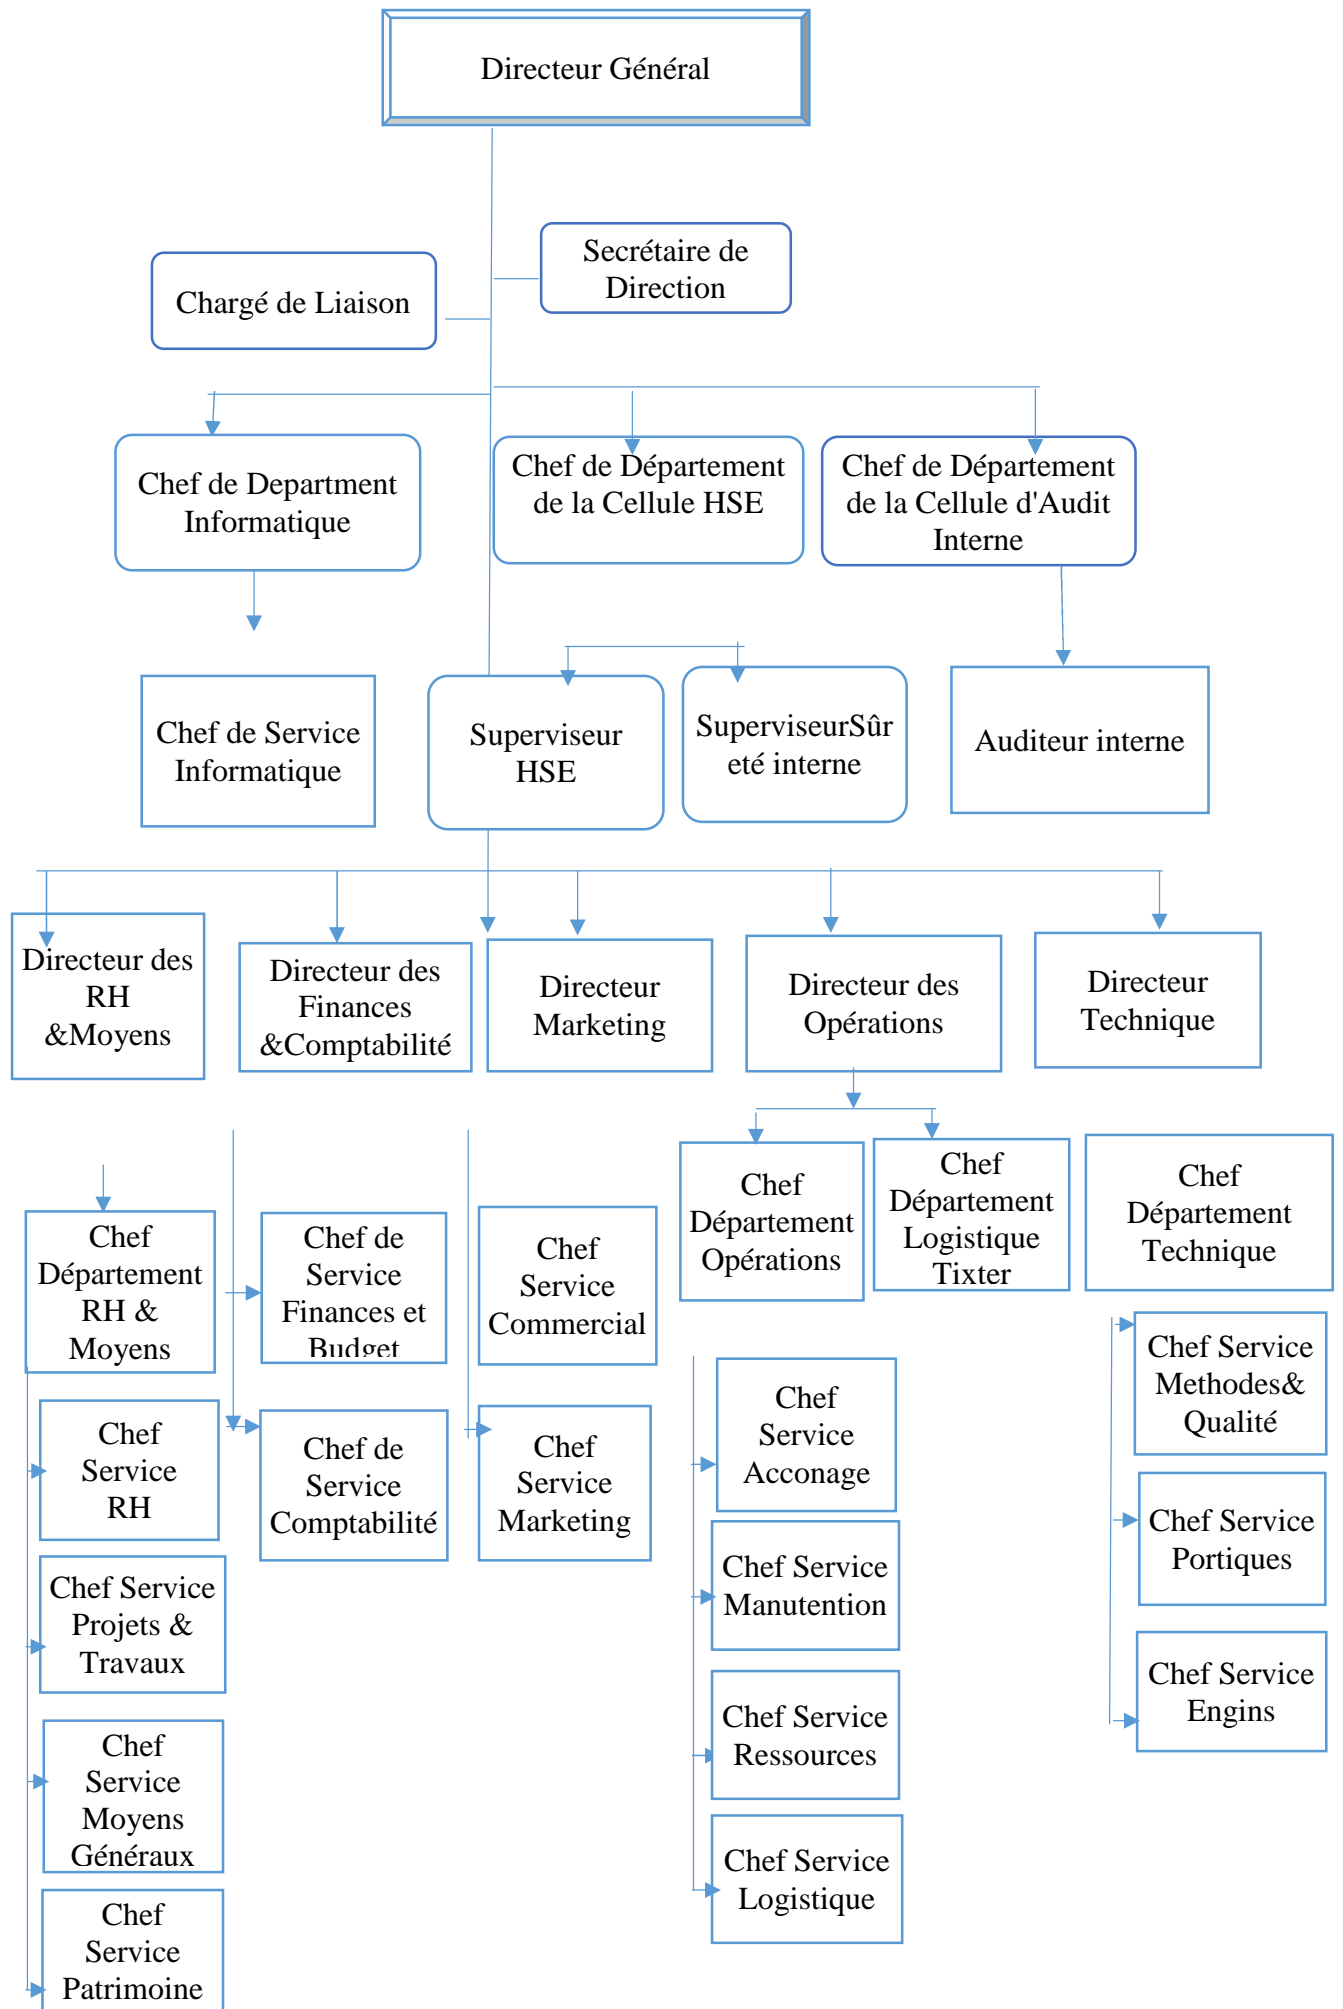 Directeur Général
Secrétaire de
Direction
Chargé de Liaison
Chef de Department
Informatique
Chef de Département
de la Cellule HSE
Chef de Département
de la Cellule d'Audit
Interne
Chef de Service
Informatique
Superviseur
HSE
SuperviseurSûr
eté interne
Auditeur interne
Directeur des
RH
&Moyens
Directeur des
Finances
&Comptabilité
Directeur
Marketing
Directeur des
Opérations
Directeur
Technique
Chef
Département
RH &
Moyens
Chef de
Service
Finances et
Budget
Chef
Service
Commercial
Chef
Département
Opérations
Chef
Département
Logistique
Tixter
Chef
Département
Technique
Chef
Service
RH
Chef de
Service
Comptabilité
Chef
Service
Marketing
Chef
Service
Acconage
Chef Service
Methodes&
Qualité
Chef Service
Projets &
Travaux
Chef Service
Manutention
Chef Service
Portiques
Chef
Service
Moyens
Généraux
Chef Service
Ressources
Chef Service
Engins
Chef
Service
Patrimoine
Chef Service
Logistique